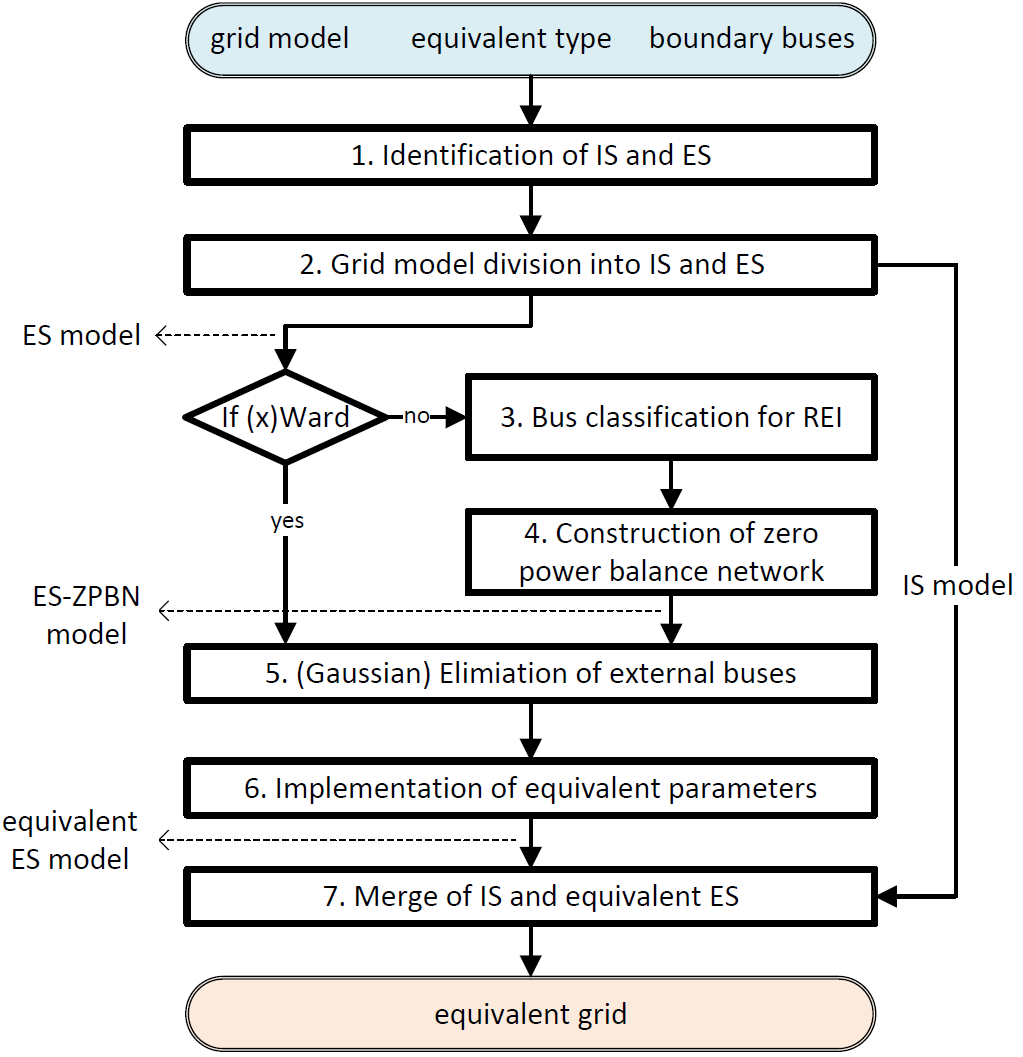 grid model equivalent type boundary buses
1. Identification of IS and ES
2. Grid model division into IS and ES
ES model
If (x)Ward
no
3. Bus classification for REI
yes
4. Construction of zero
power balance network
IS model
ES-ZPBN
model
5. (Gaussian) Elimiation of external buses
6. Implementation of equivalent parameters
equivalent
ES model
7. Merge of IS and equivalent ES
equivalent grid